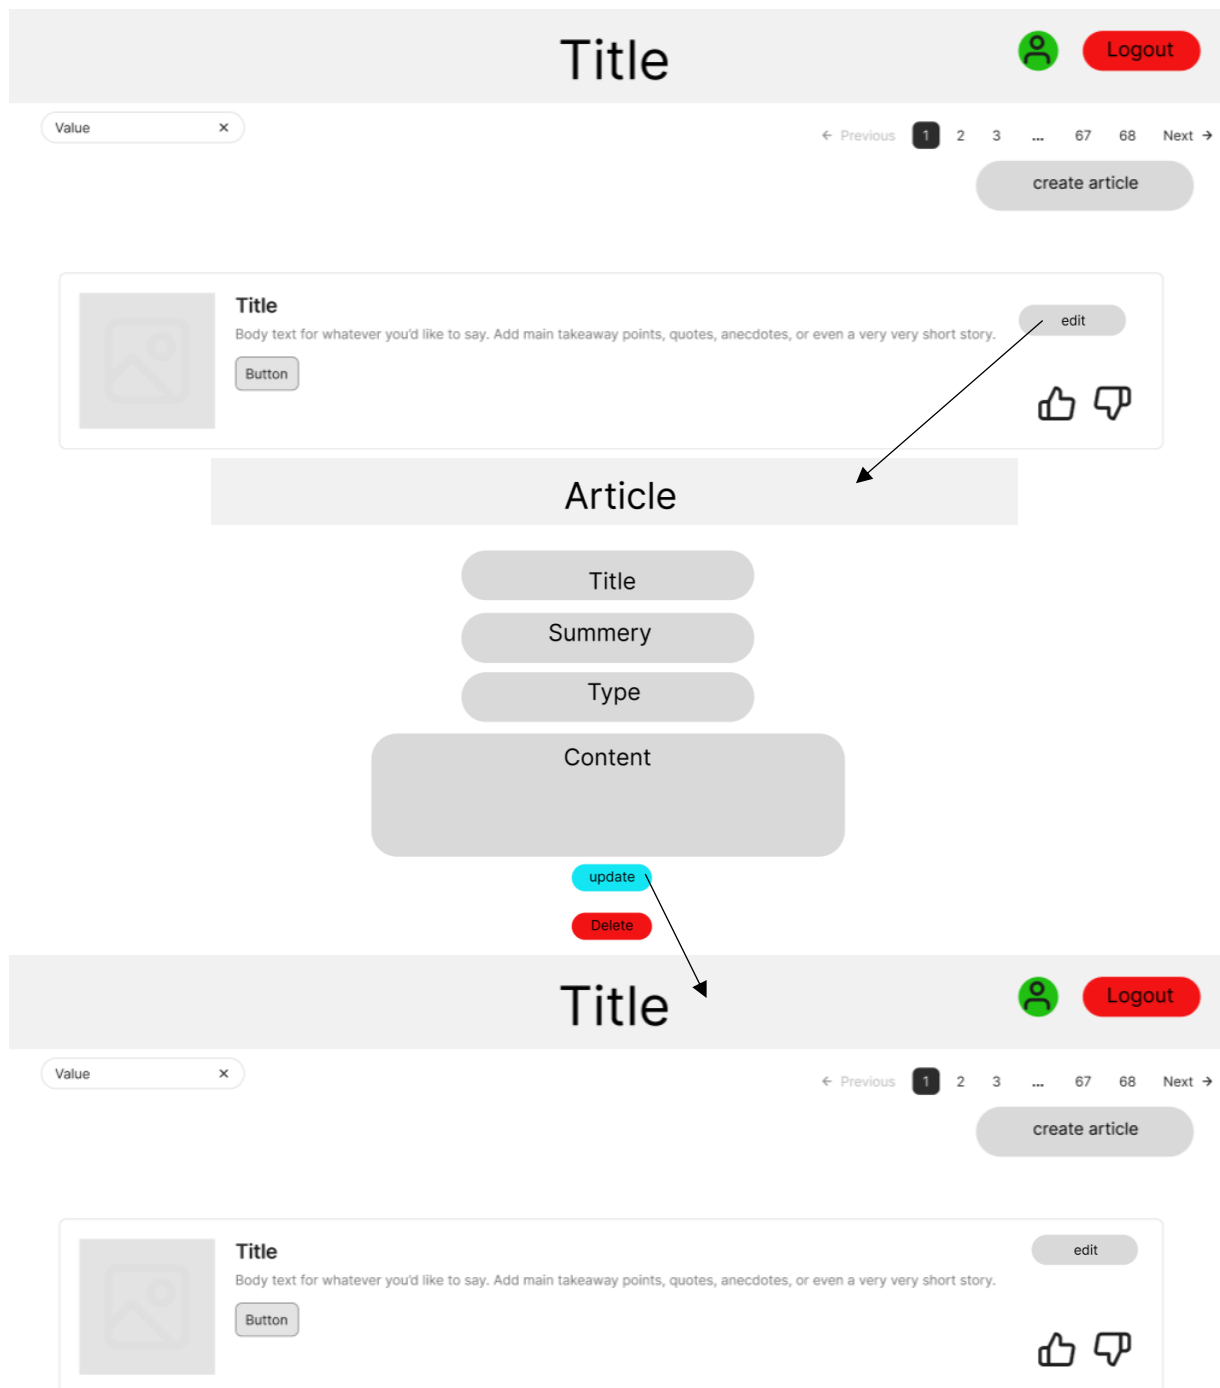 Title
Logout
Value
← Previous 1 2 3 ... 67 68 Next →
create article
Title
edit
Body text for whatever you'd like to say. Add main takeaway points, quotes, anecdotes, or even a very very short story.
Button
Article
Title
Summery
Type
Content
update
Delete
Title
Logout
Value
← Previous 1 2 3 ... 67 68 Next →
create article
Title
edit
Body text for whatever you'd like to say. Add main takeaway points, quotes, anecdotes, or even a very very short story.
Button